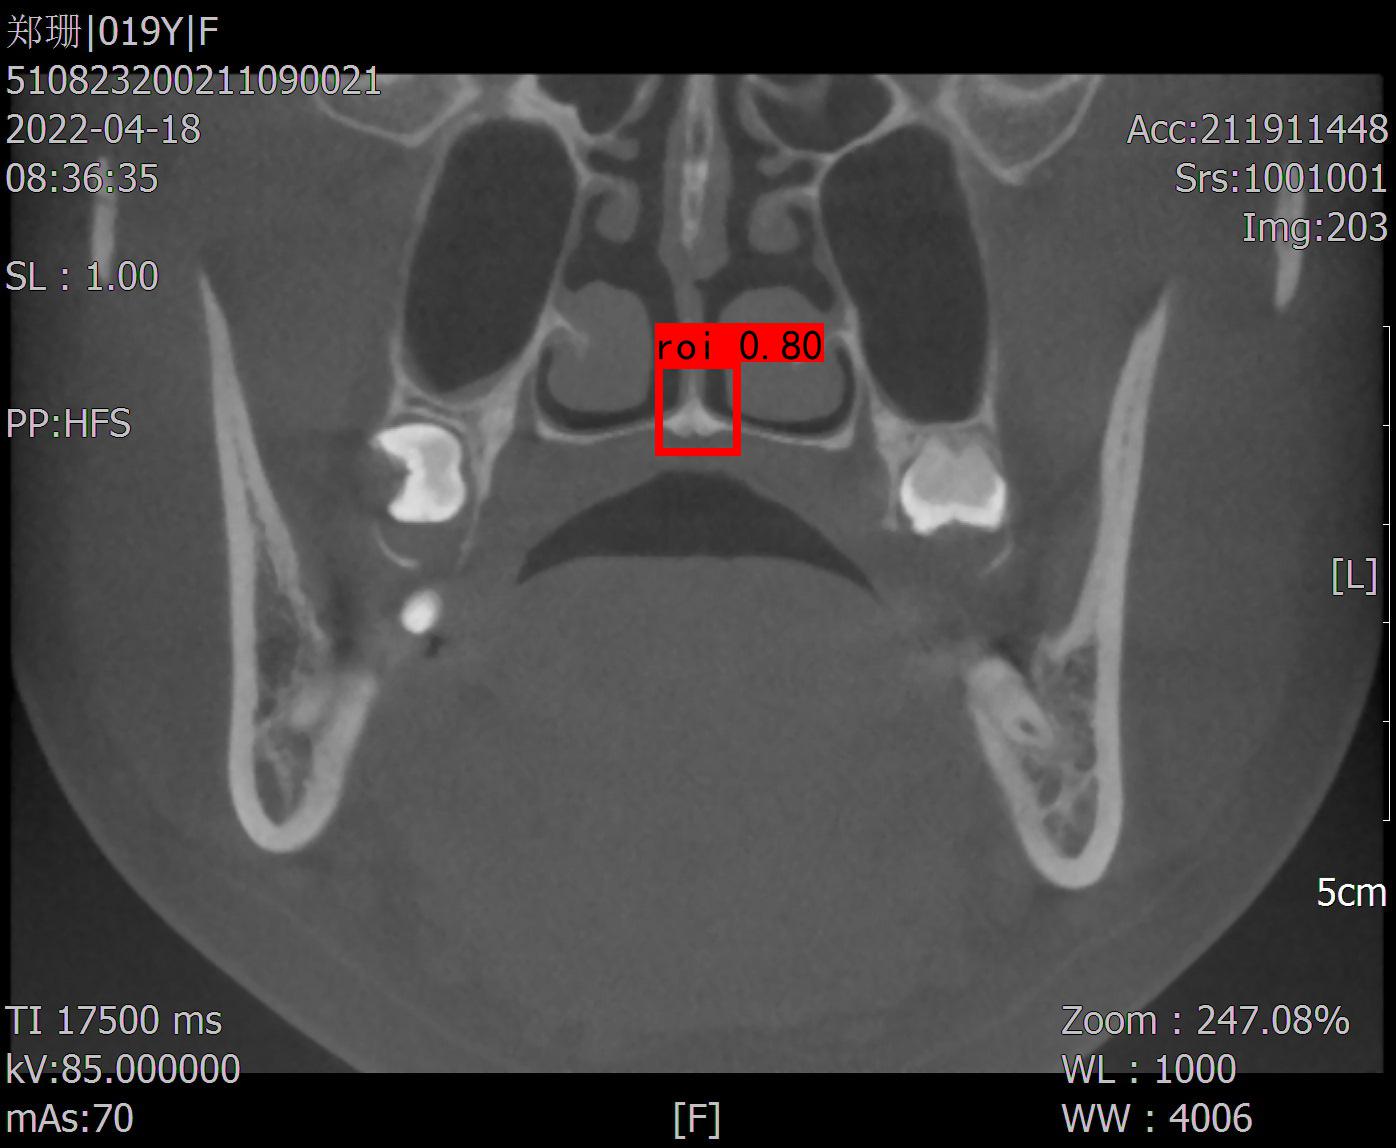 郑珊|019Y|F
510823200211090021
2022-04-18
08:36:35
SL : 1.00
PP:HFS
Acc:211911448
Srs:1001001
Img:203
roi 0.80
[L]
5cm
TI 17500 ms
kV:85.000000
mAs:70
[F]
Zoom : 247.08%
WL : 1000
WW : 4006